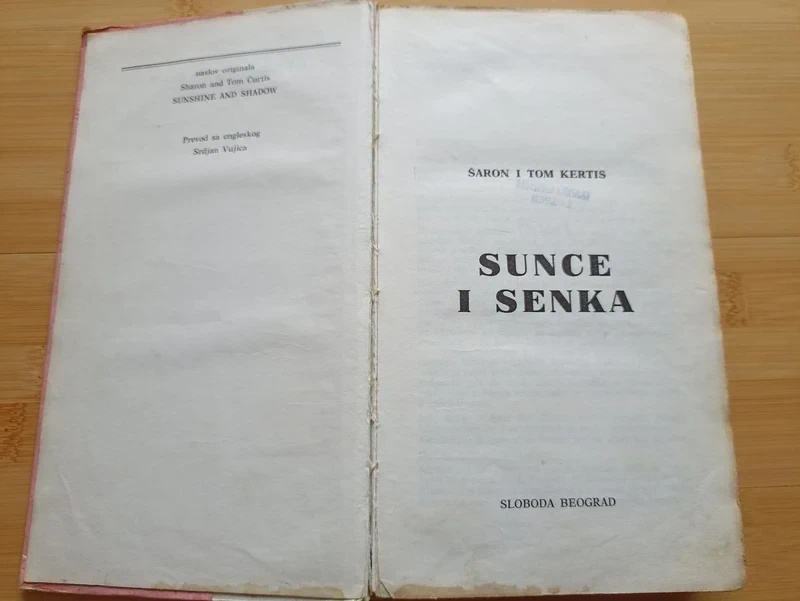 naslov originala
Sharon and Tom Curtis
SUNSHINE AND SHADOW
Prevod sa engleskog
Srdjan Vujica
ŠARON I TOM KERTIS
SUNCE
I SENKA
SLOBODA BEOGRAD